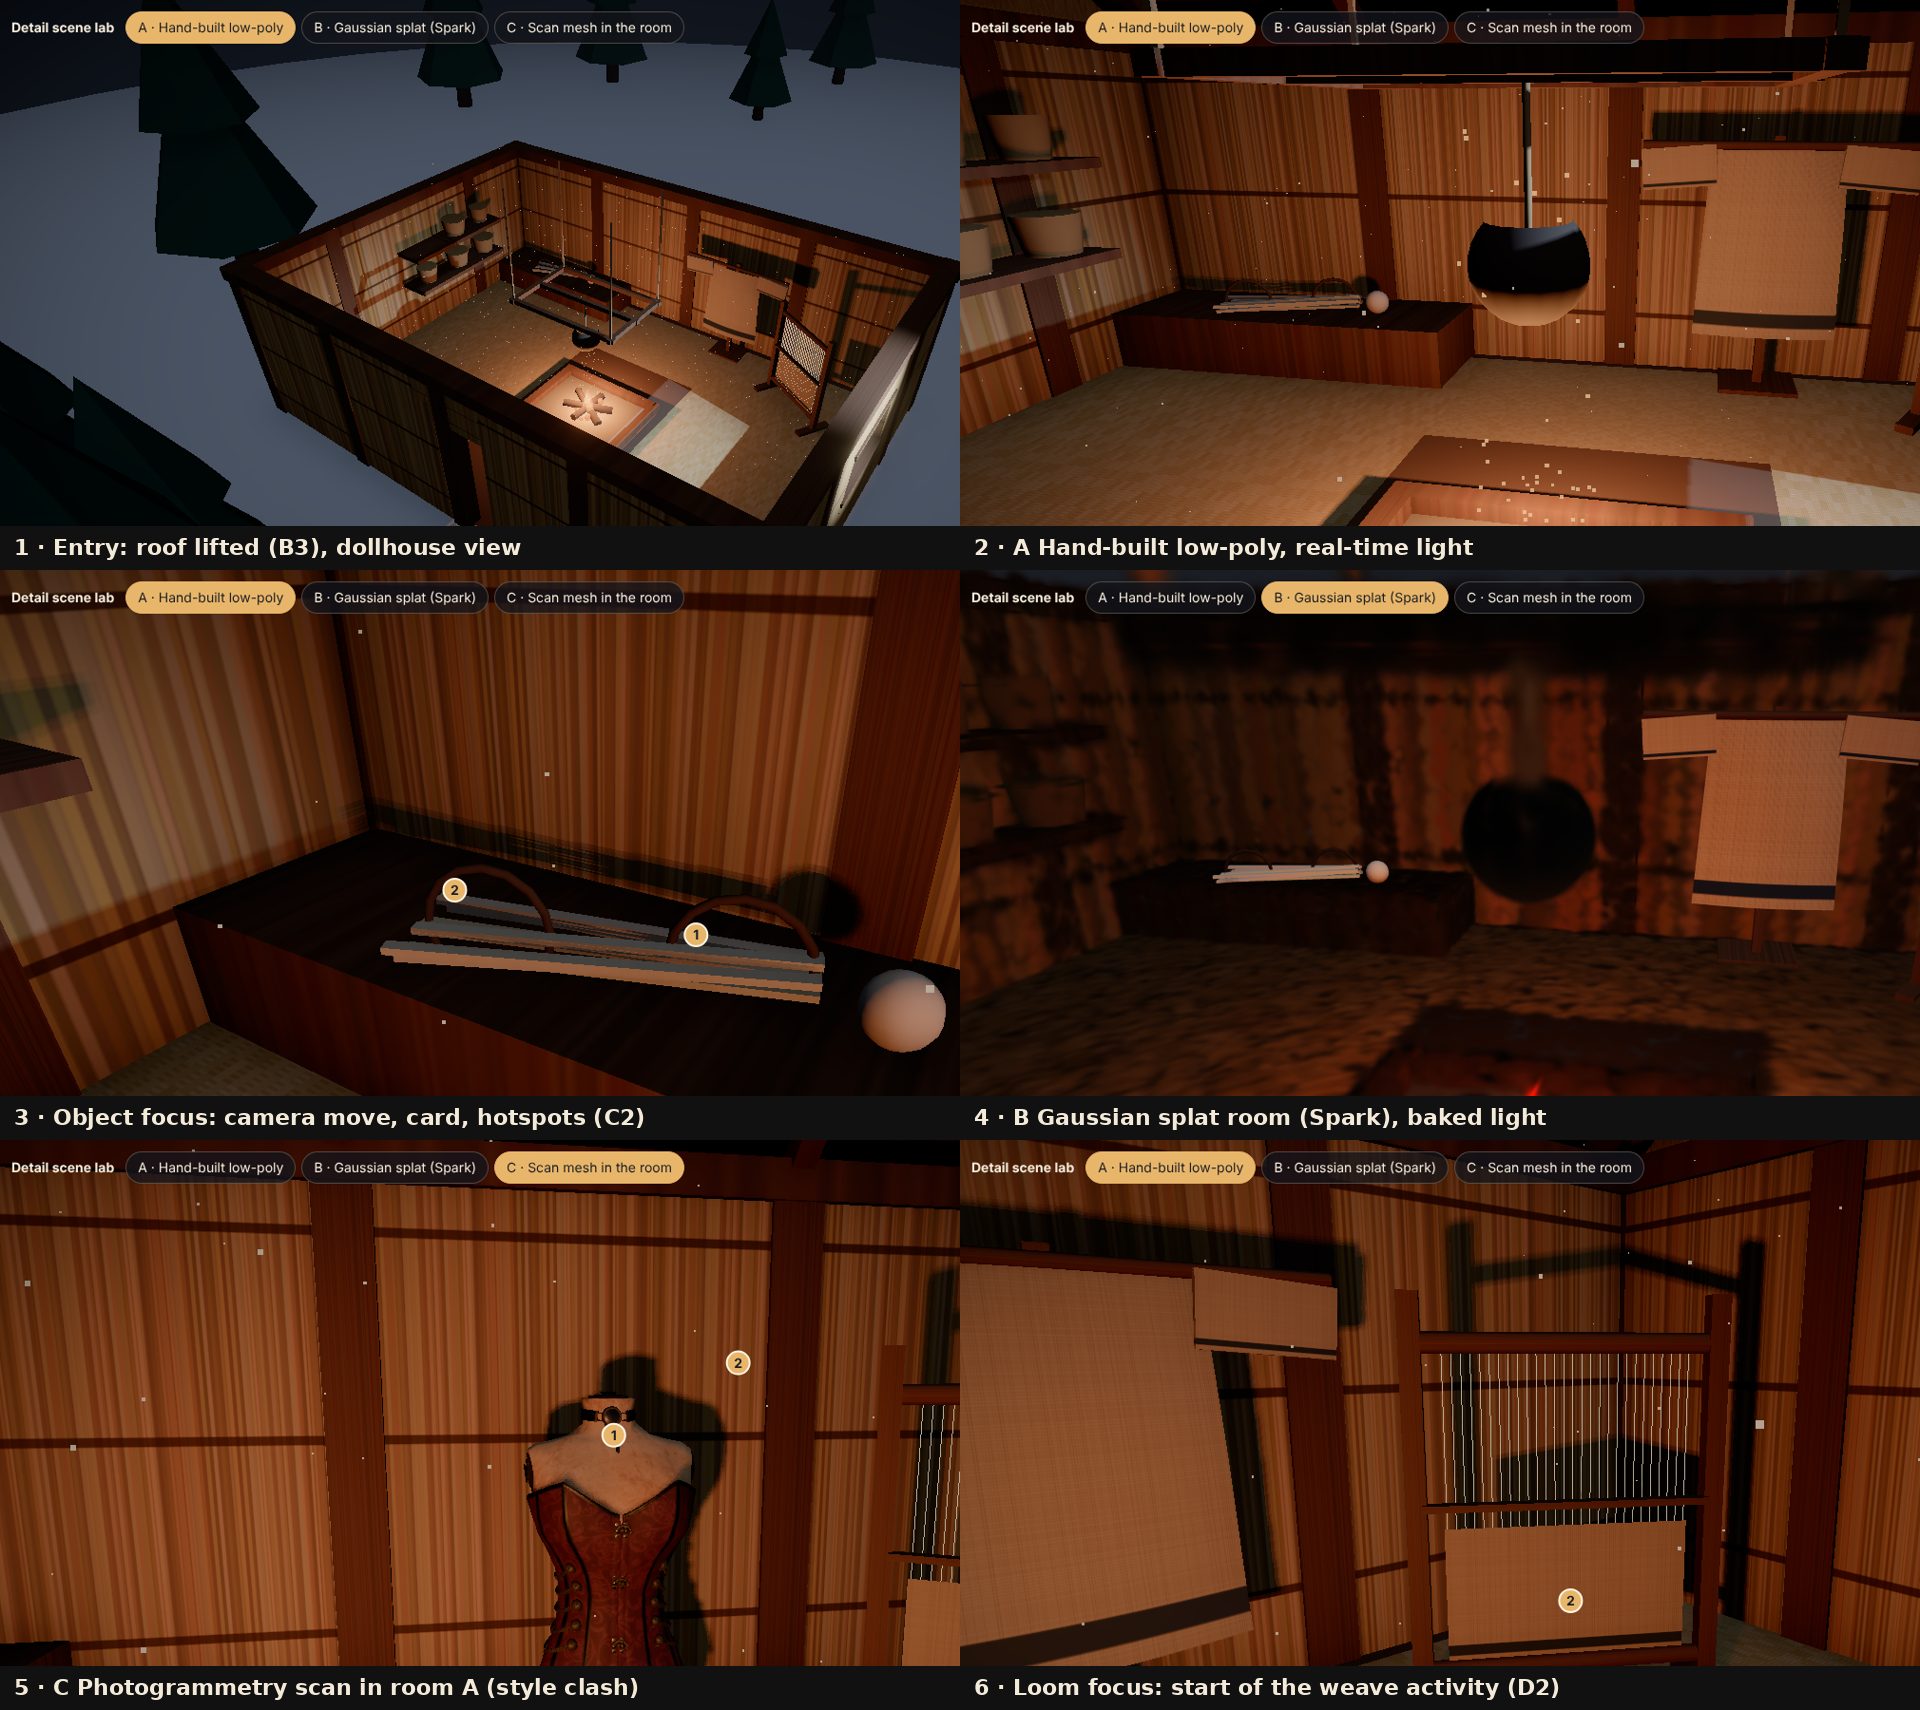 Detail scene lab A · Hand-built low-poly B · Gaussian splat (Spark) C · Scan mesh in the room
Detail scene lab A · Hand-built low-poly B · Gaussian splat (Spark) C · Scan mesh in the room
1 · Entry: roof lifted (B3), dollhouse view
2 · A Hand-built low-poly, real-time light
Detail scene lab A · Hand-built low-poly B · Gaussian splat (Spark) C · Scan mesh in the room
2
1
Detail scene lab A · Hand-built low-poly B · Gaussian splat (Spark) C · Scan mesh in the room
3 · Object focus: camera move, card, hotspots (C2)
4 · B Gaussian splat room (Spark), baked light
Detail scene lab A · Hand-built low-poly B · Gaussian splat (Spark) C · Scan mesh in the room
2
1
Detail scene lab A · Hand-built low-poly B · Gaussian splat (Spark) C · Scan mesh in the room
2
5 · C Photogrammetry scan in room A (style clash)
6 · Loom focus: start of the weave activity (D2)